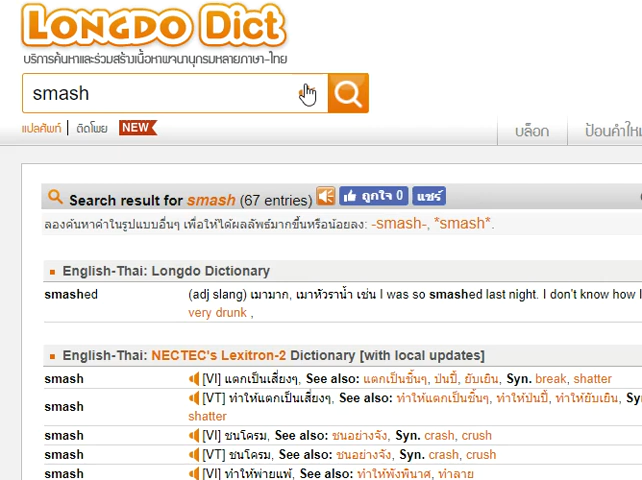 LONGDO Dict
บริการค้นหาและร่วมสร้างเนื้อหาพจนานุกรมหลายภาษา-ไทย
smash
แปลศัพท์ | ติดโผย NEW บล็อก ป้อนคำใหม
Search result for smash (67 entries) ถูกใจ 0 แชร์
ลองค้นหาคำในรูปแบบอื่นๆ เพื่อให้ได้ผลลัพธ์มากขึ้นหรือน้อยลง: -smash-, *smash*.
English-Thai: Longdo Dictionary
smashed (adj slang) เมามาก, เมาหัวราน้ำ เช่น I was so smashed last night. I don't know how I
very drunk ,
English-Thai: NECTEC's Lexitron-2 Dictionary [with local updates]
smash [VI] แตกเป็นเสี่ยงๆ, See also: แตกเป็นชิ้นๆ, ป่นปี้, ยับเยิน, Syn. break, shatter
smash [VT] ทำให้แตกเป็นเสี่ยงๆ, See also: ทำให้แตกเป็นชิ้นๆ, ทำให้ป่นปี้, ทำให้ยับเยิน, Sy
shatter
smash [VI] ชนโครม, See also: ชนอย่างจัง, Syn. crash, crush
smash [VT] ชนโครม, See also: ชนอย่างจัง, Syn. crash, crush
smash [VI] ทำให้พ่ายแพ้, See also: ทำให้พังพินาศ, ทำลาย